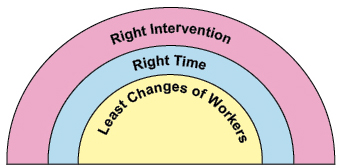 Right Intervention
Right Time
Least Changes of Workers